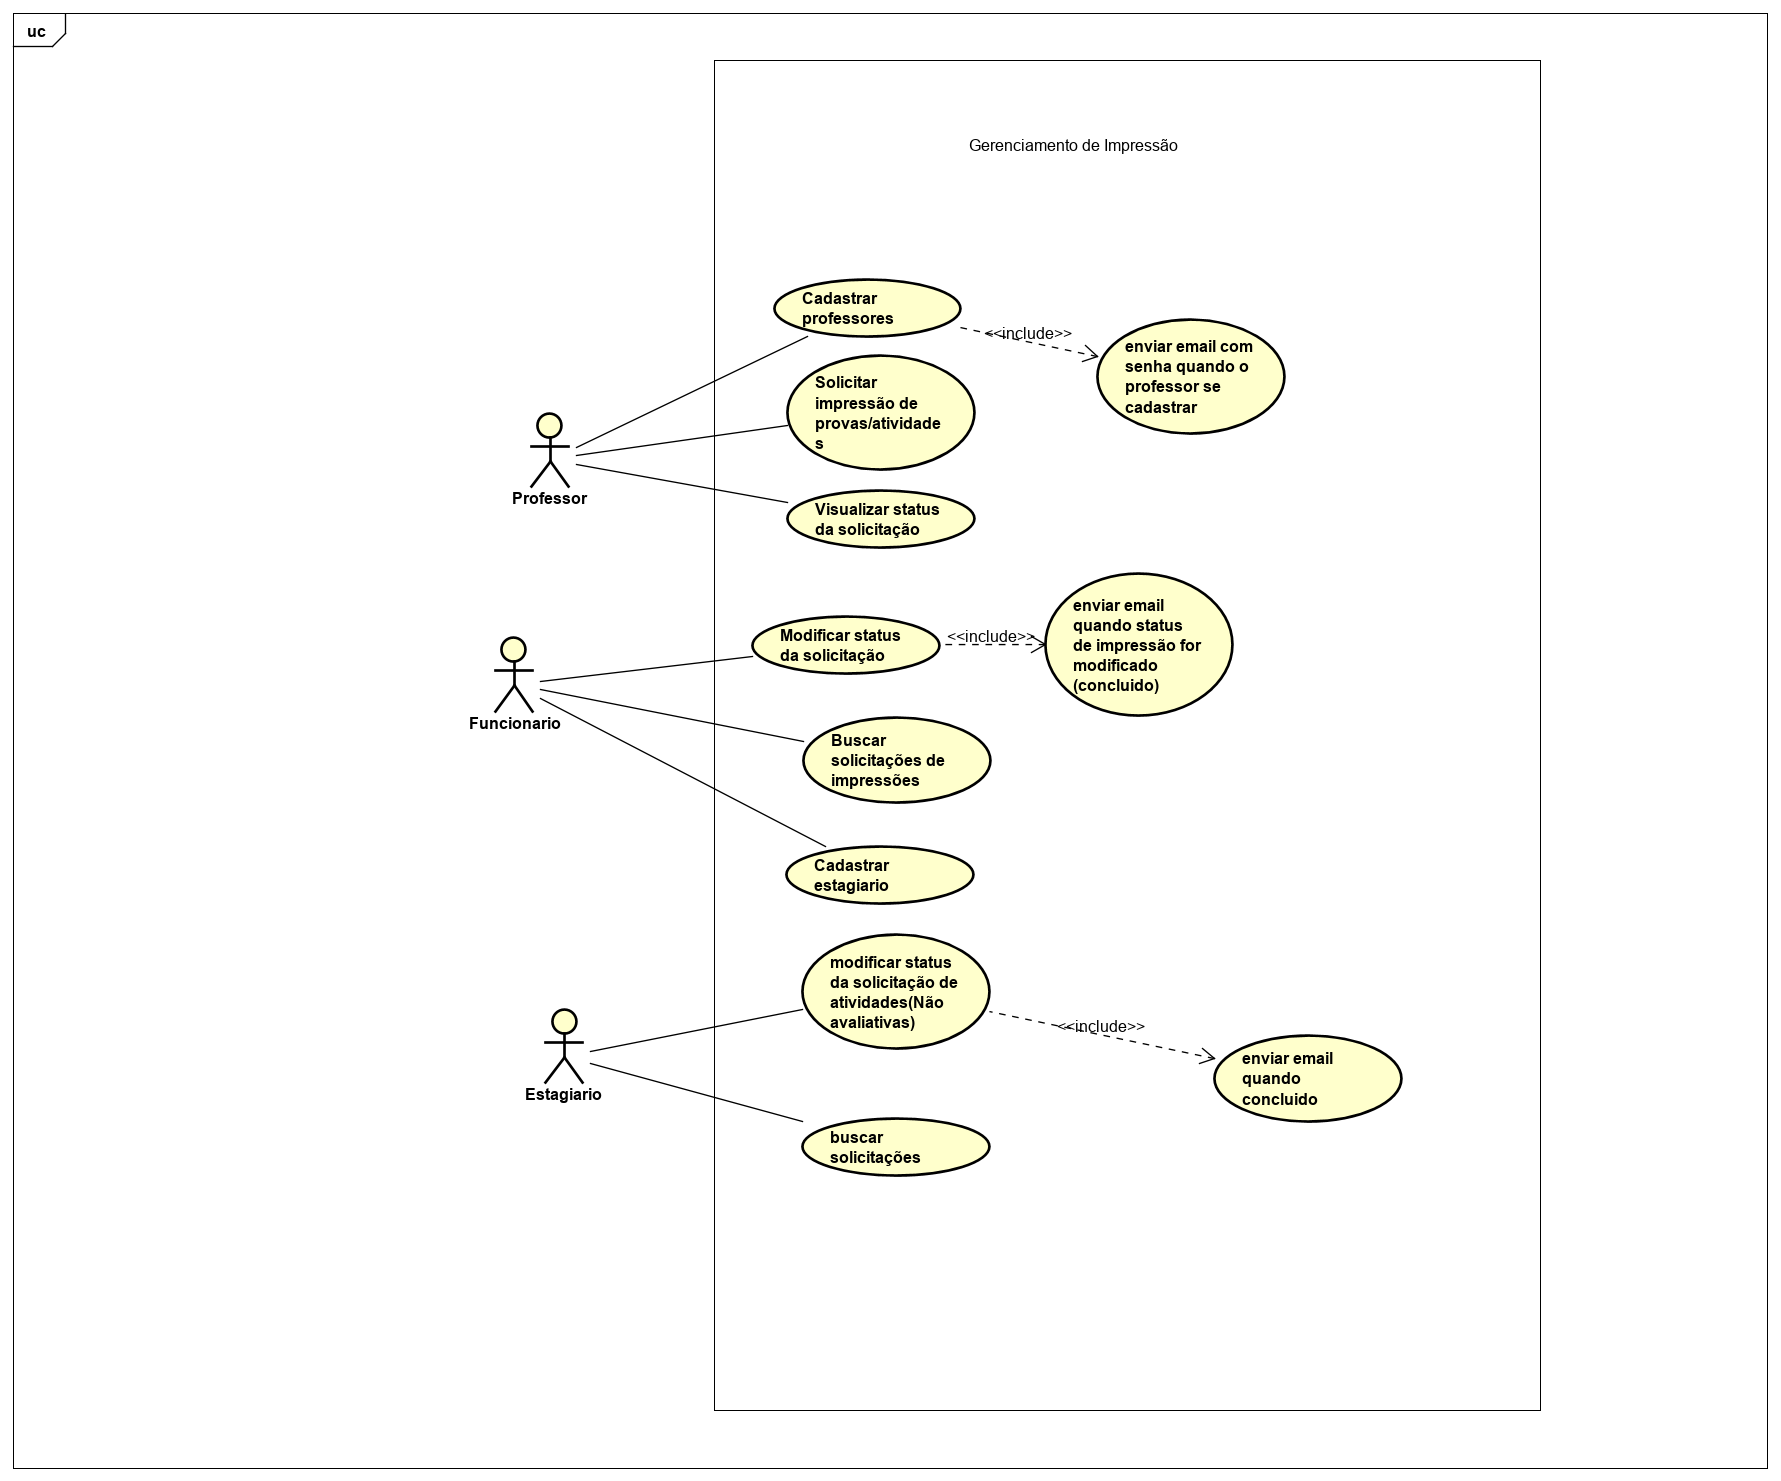 uc
Gerenciamento de Impressão
Cadastrar
professores
<<include>>
enviar email com
senha quando o
professor se
cadastrar
Solicitar
impressão de
provas/atividade
s
Professor
Visualizar status
da solicitação
Modificar status
da solicitação
<<include>>
enviar email
quando status
de impressão for
modificado
(concluido)
Funcionario
Buscar
solicitações de
impressões
Cadastrar
estagiario
modificar status
da solicitação de
atividades(Não
avaliativas)
<<include>>
enviar email
quando
concluido
Estagiario
buscar
solicitações